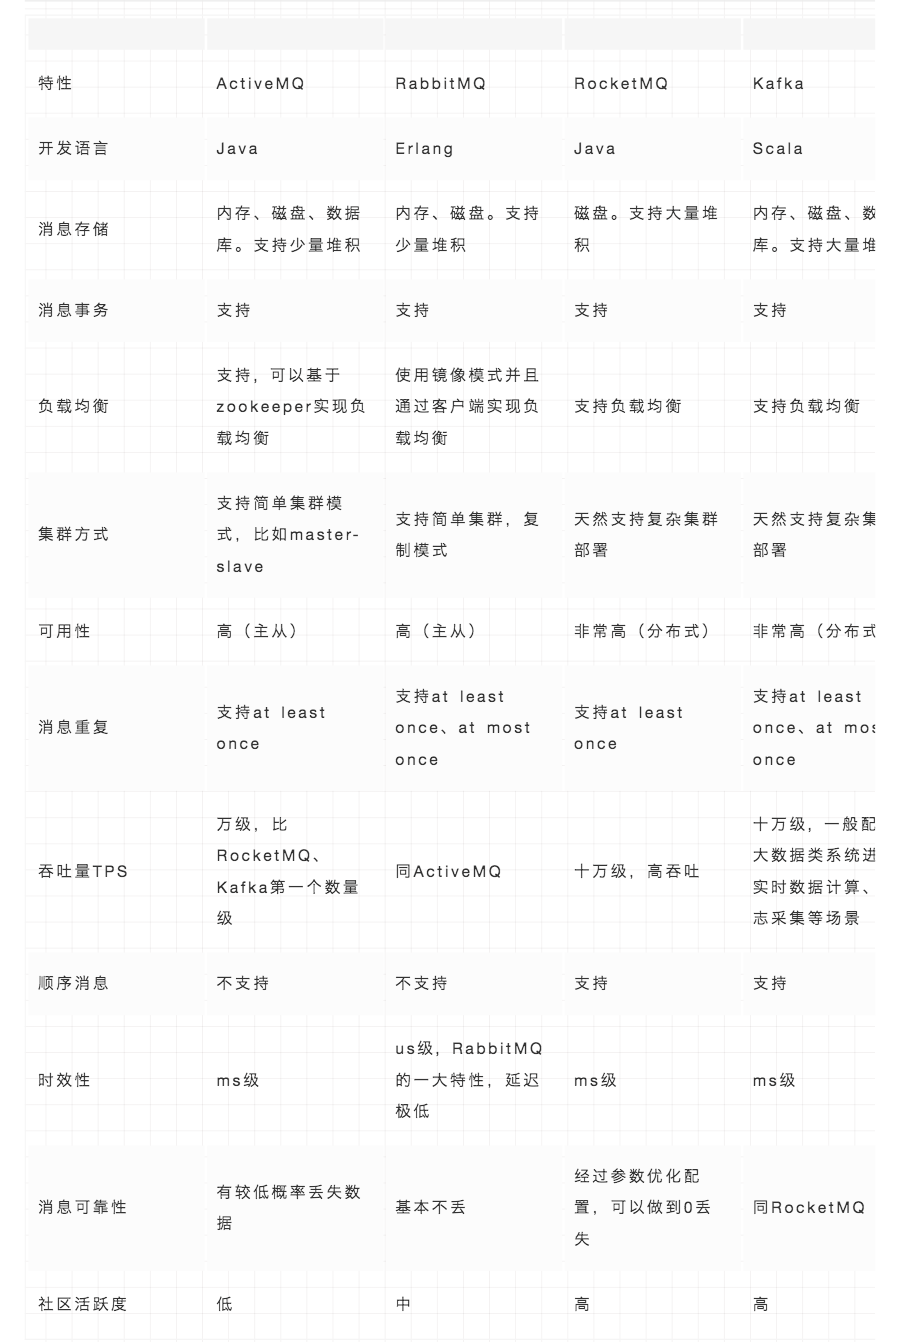 特性 ActiveMQ RabbitMQ RocketMQ Kafka
开发语言 Java Erlang Java Scala
消息存储
内存、磁盘、数据
库。支持少量堆积
内存、磁盘。支持
少量堆积
磁盘。支持大量堆
积
内存、磁盘、数
库。支持大量堆
消息事务 支持 支持 支持 支持
负载均衡
支持，可以基于
zookeeper实现负
载均衡
使用镜像模式并且
通过客户端实现负
载均衡
支持负载均衡
支持负载均衡
集群方式
支持简单集群模
式，比如master-
slave
支持简单集群，复
制模式
天然支持复杂集群
部署
天然支持复杂集
部署
可用性 高（主从） 高（主从） 非常高（分布式） 非常高（分布式
消息重复
支持at least
once
支持at least
once、at most
once
支持at least
once
支持at least
once、at mos
once
吞吐量TPS
万级，比
RocketMQ、
Kafka第一个数量
级
同ActiveMQ
十万级，高吞吐
十万级，一般配
大数据类系统进
实时数据计算、
志采集等场景
顺序消息 不支持 不支持 支持 支持
时效性
ms级
us级，RabbitMQ
的一大特性，延迟
极低
ms级
ms级
消息可靠性
有较低概率丢失数
据
基本不丢
经过参数优化配
置，可以做到0丢
失
同RocketMQ
社区活跃度 低 中 高 高